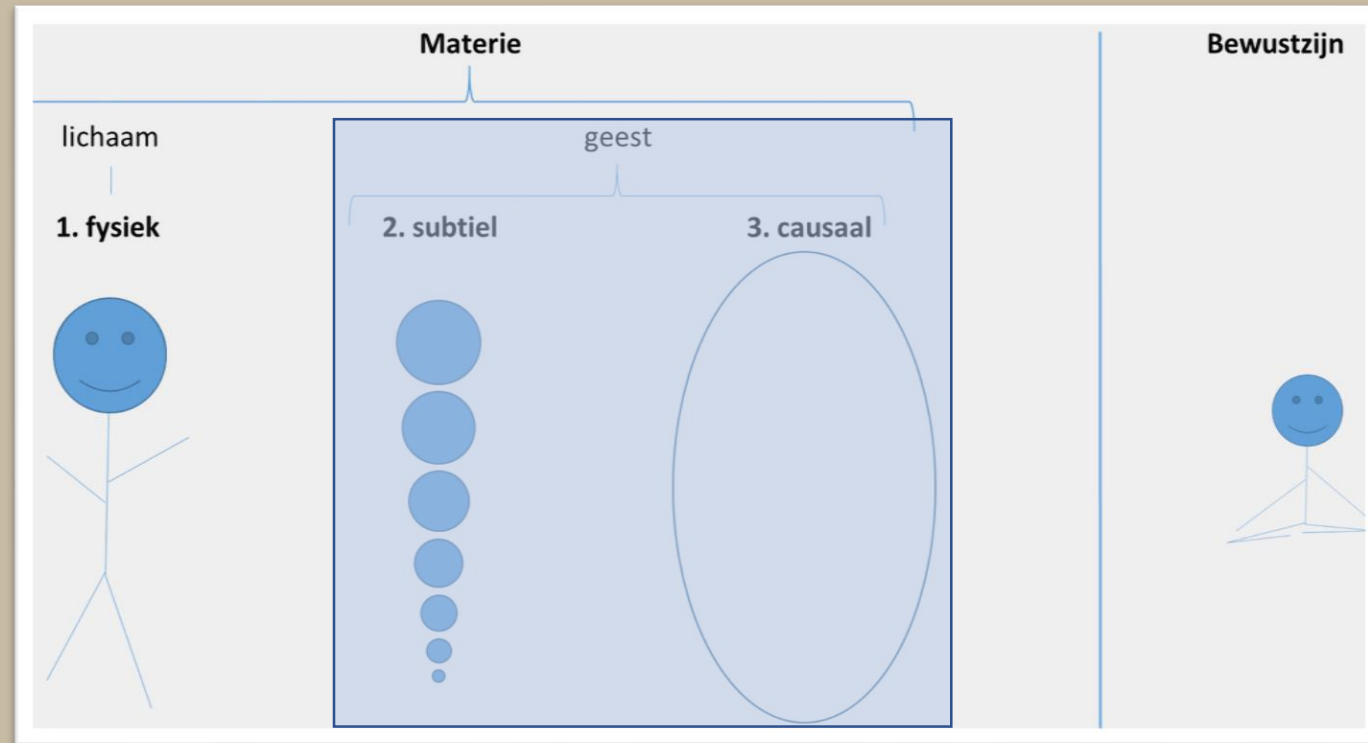 Materie
Bewustzijn
lichaam
geest
1. fysiek
2. subtiel
3. causaal